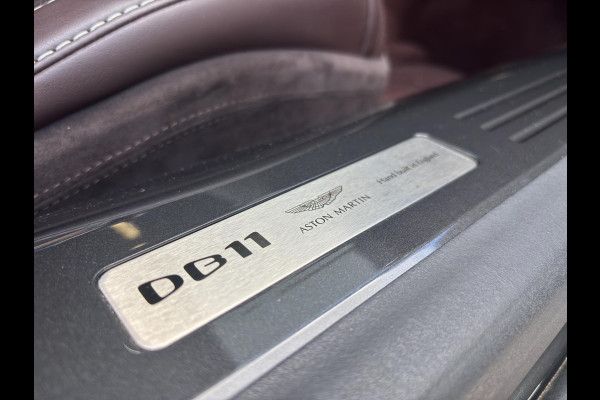 DB11
ASTON MARTIN
Hand built in England